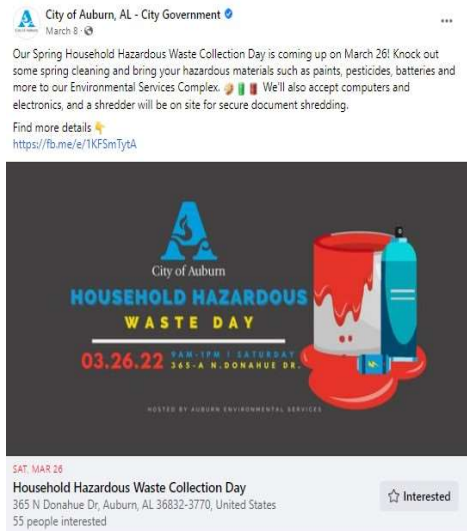 City of Auburn, AL - City Government
March 8 ·
Our Spring Household Hazardous Waste Collection Day is coming up on March 26! Knock out
some spring cleaning and bring your hazardous materials such as paints, pesticides, batteries and
more to our Environmental Services Complex. We'll also accept computers and
electronics, and a shredder will be on site for secure document shredding.
Find more details 👇
https://fb.me/e/1KFSmTytA
City of Auburn
HOUSEHOLD HAZARDOUS
WASTE DAY
03.26.22
9AM-1PM | SATURDAY
365-A N.DONAHUE DR.
HOSTED BY AUBURN ENVIRONMENTAL SERVICES
SAT, MAR 26
Household Hazardous Waste Collection Day
365 N Donahue Dr, Auburn, AL 36832-3770, United States
55 people interested
Interested